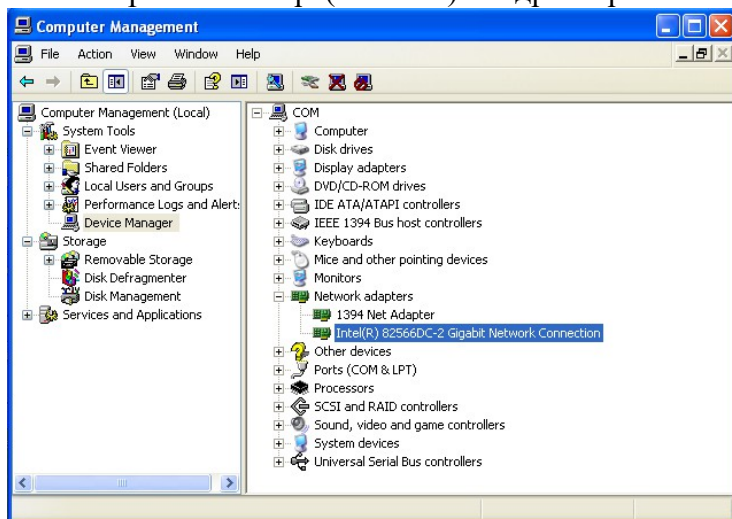 Computer Management
File Action View Window Help
Computer Management (Local)
System Tools
Event Viewer
Shared Folders
Local Users and Groups
Performance Logs and Alert:
Device Manager
Storage
Removable Storage
Disk Defragmenter
Disk Management
Services and Applications
COM
Computer
Disk drives
Display adapters
DVD/CD-ROM drives
IDE ATA/ATAPI controllers
IEEE 1394 Bus host controllers
Keyboards
Mice and other pointing devices
Monitors
Network adapters
1394 Net Adapter
Intel(R) 82566DC-2 Gigabit Network Connection
Other devices
Ports (COM & LPT)
Processors
SCSI and RAID controllers
Sound, video and game controllers
System devices
Universal Serial Bus controllers